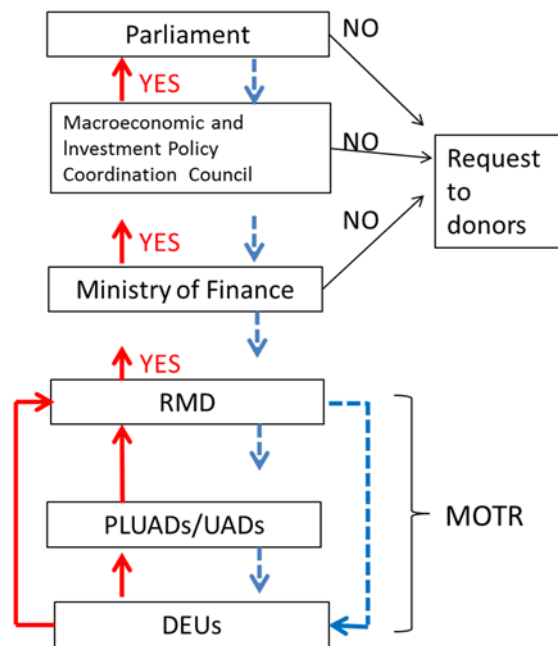 Parliament
NO
YES
Macroeconomic and
Investment Policy
Coordination Council
NO
Request
to
donors
NO
YES
Ministry of Finance
YES
RMD
PLUADs/UADs
MOTR
DEUs